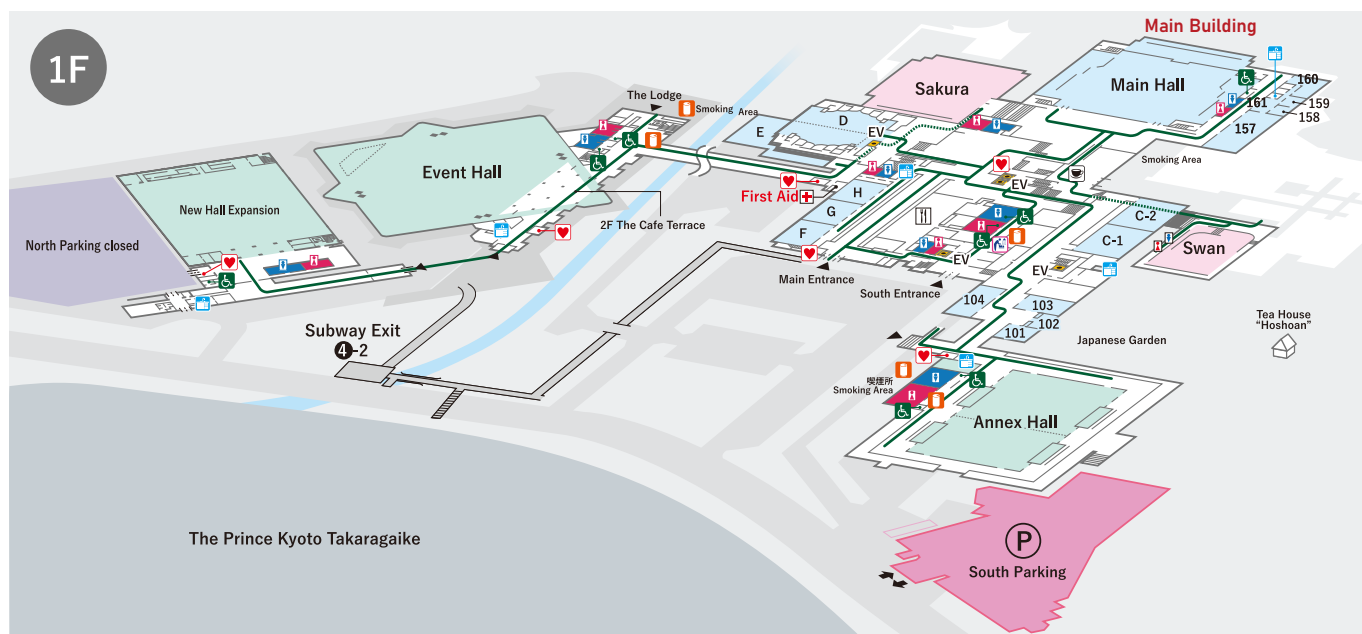 1F
Main Building
The Lodge
Smoking Area
Sakura
Main Hall
160
161
159
158
157
E
D
EV
Smoking Area
Event Hall
First Aid
H
G
F
EV
C-2
C-1
Swan
New Hall Expansion
North Parking closed
2F The Cafe Terrace
Main Entrance
South Entrance
EV
EV
104
103
102
101
Tea House
"Hoshoan"
Japanese Garden
Subway Exit
4-2
喫煙所
Smoking Area
Annex Hall
The Prince Kyoto Takaragaike
P
South Parking